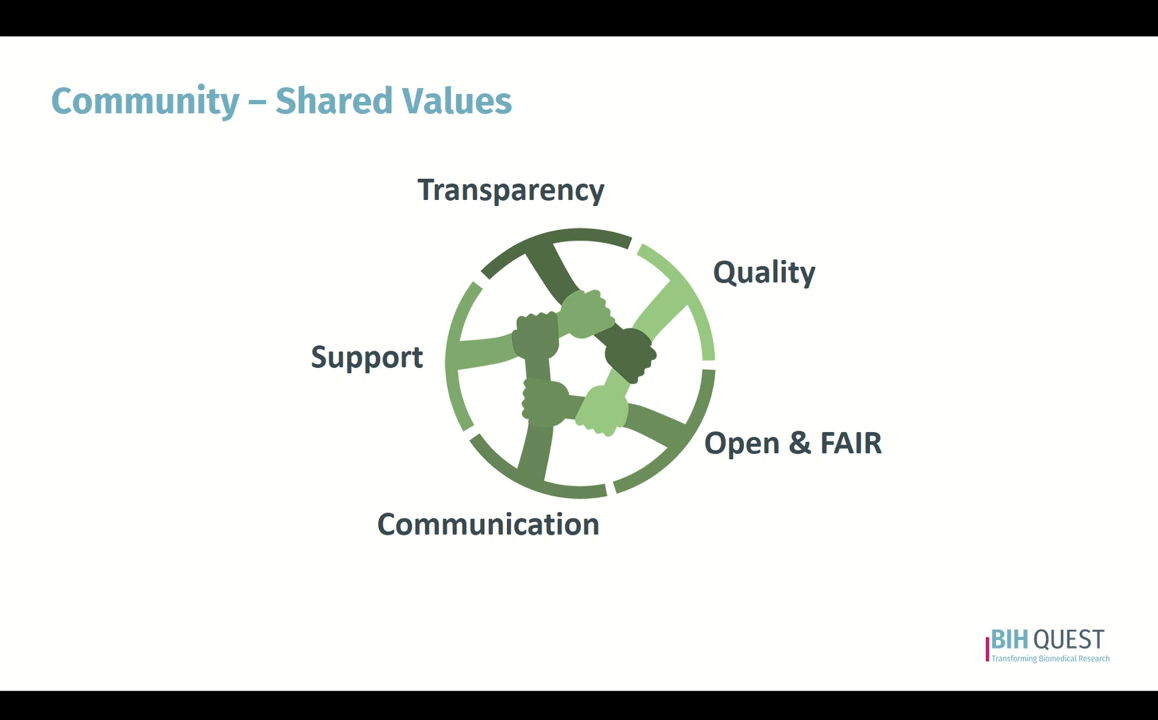 Community – Shared Values
Transparency
Quality
Support
Open & FAIR
Communication
BIH QUEST
Transforming Biomedical Research